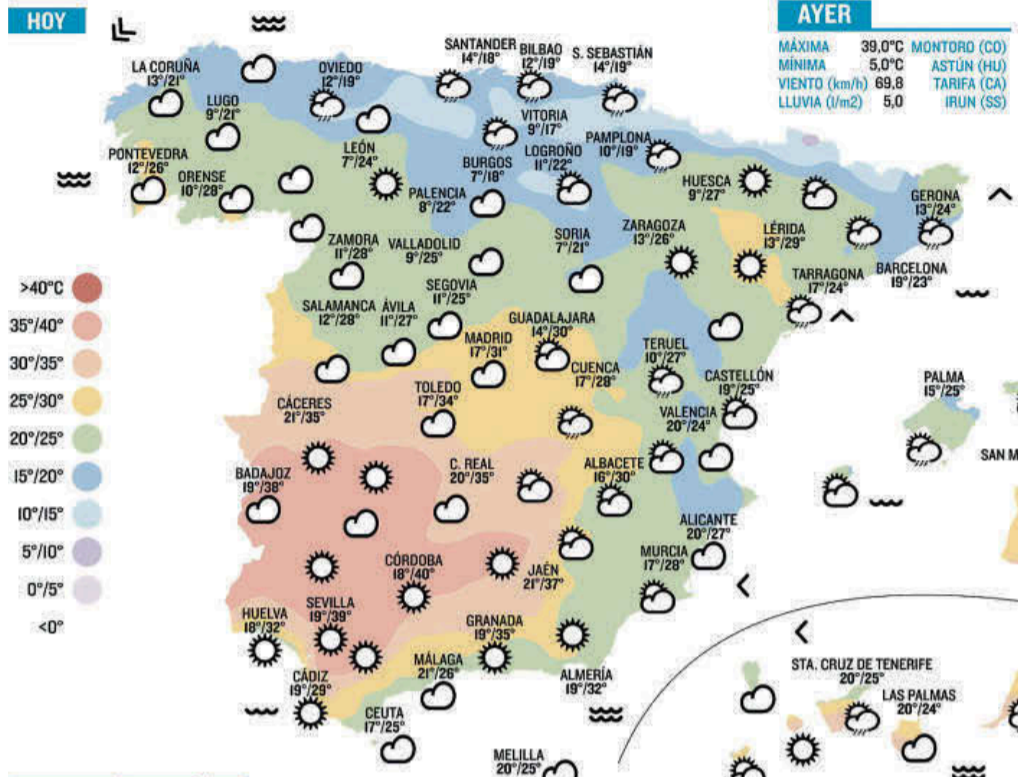 HOY
AYER
MÁXIMA 39,0°C MONTORO (CO)
MÍNIMA 5,0°C ASTÚN (HU)
VIENTO (km/h) 69,8 TARIFA (CA)
LLUVIA (l/m2) 5,0 IRUN (SS)
SANTANDER
14°/18°
BILBAO
12°/19°
S. SEBASTIÁN
14°/19°
LA CORUÑA
13°/21°
OVIEDO
12°/19°
LUGO
9°/21°
VITORIA
9°/17°
PAMPLONA
10°/19°
LEÓN
7°/24°
LOGROÑO
11°/22°
PONTEVEDRA
12°/26°
BURGOS
7°/18°
ORENSE
10°/28°
HUESCA
9°/27°
PALENCIA
8°/22°
GERONA
13°/24°
ZARAGOZA
13°/26°
LÉRIDA
13°/29°
SORIA
7°/21°
ZAMORA
11°/28°
VALLADOLID
9°/25°
BARCELONA
19°/23°
TARRAGONA
17°/24°
SEGOVIA
11°/25°
SALAMANCA
12°/28°
ÁVILA
11°/27°
GUADALAJARA
14°/30°
MADRID
17°/31°
TERUEL
10°/27°
CUENCA
17°/28°
CASTELLÓN
19°/25°
PALMA
15°/25°
TOLEDO
17°/34°
CÁCERES
21°/35°
VALENCIA
20°/24°
SAN M
C. REAL
20°/35°
ALBACETE
16°/30°
BADAJOZ
19°/38°
ALICANTE
20°/27°
MURCIA
17°/28°
CÓRDOBA
18°/40°
JAÉN
21°/37°
SEVILLA
19°/39°
HUELVA
18°/32°
GRANADA
19°/35°
MÁLAGA
21°/26°
ALMERÍA
19°/32°
CÁDIZ
19°/29°
STA. CRUZ DE TENERIFE
20°/25°
LAS PALMAS
20°/24°
CEUTA
17°/25°
MELILLA
20°/25°
>40°C
35°/40°
30°/35°
25°/30°
20°/25°
15°/20°
10°/15°
5°/10°
0°/5°
<0°